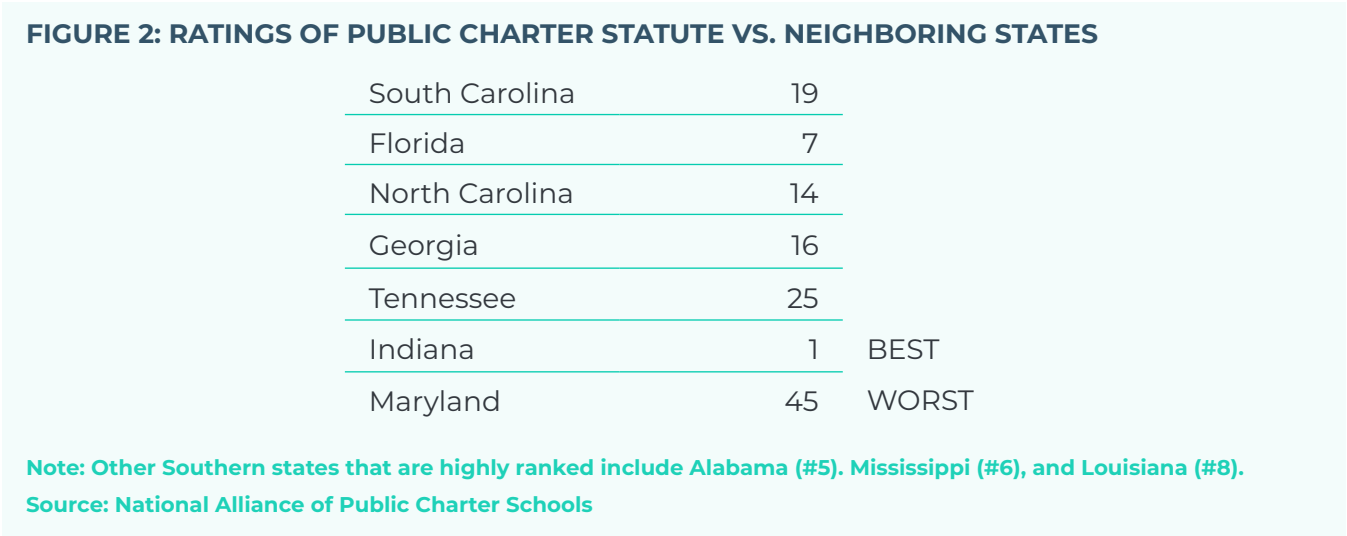 FIGURE 2: RATINGS OF PUBLIC CHARTER STATUTE VS. NEIGHBORING STATES
South Carolina 19
Florida 7
North Carolina 14
Georgia 16
Tennessee 25
Indiana 1 BEST
Maryland 45 WORST
Note: Other Southern states that are highly ranked include Alabama (#5). Mississippi (#6), and Louisiana (#8).
Source: National Alliance of Public Charter Schools